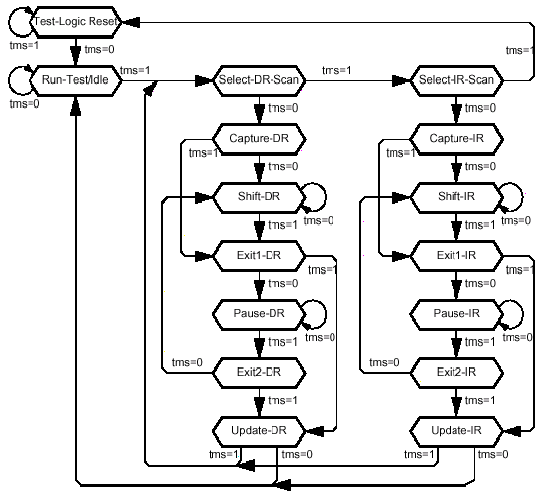 Test-Logic Reset
tms=1
tms=0
Run-Test/Idle
tms=1
Select-DR-Scan
tms=1
Select-IR-Scan
tms=1
tms=0
tms=0
tms=0
Capture-DR
Capture-IR
tms=1
tms=0
tms=1
tms=0
Shift-DR
Shift-IR
tms=0
tms=0
tms=1
tms=1
Exit1-DR
Exit1-IR
tms=1
tms=1
tms=0
tms=0
Pause-DR
Pause-IR
tms=0
tms=0
tms=1
tms=1
tms=0
tms=0
Exit2-DR
Exit2-IR
tms=1
tms=1
Update-DR
Update-IR
tms=1
tms=0
tms=1
tms=0